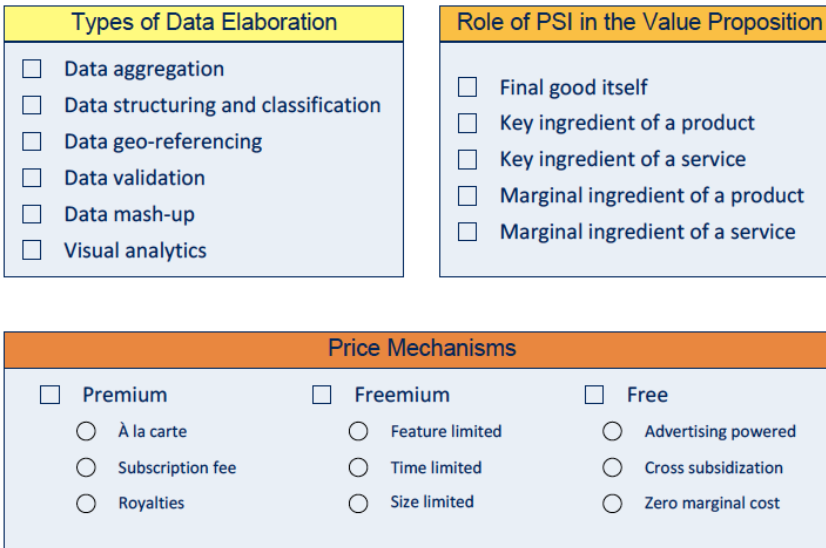 Types of Data Elaboration
Data aggregation
Data structuring and classification
Data geo-referencing
Data validation
Data mash-up
Visual analytics
Role of PSI in the Value Proposition
Final good itself
Key ingredient of a product
Key ingredient of a service
Marginal ingredient of a product
Marginal ingredient of a service
Price Mechanisms
Premium
À la carte
Subscription fee
Royalties
Freemium
Feature limited
Time limited
Size limited
Free
Advertising powered
Cross subsidization
Zero marginal cost